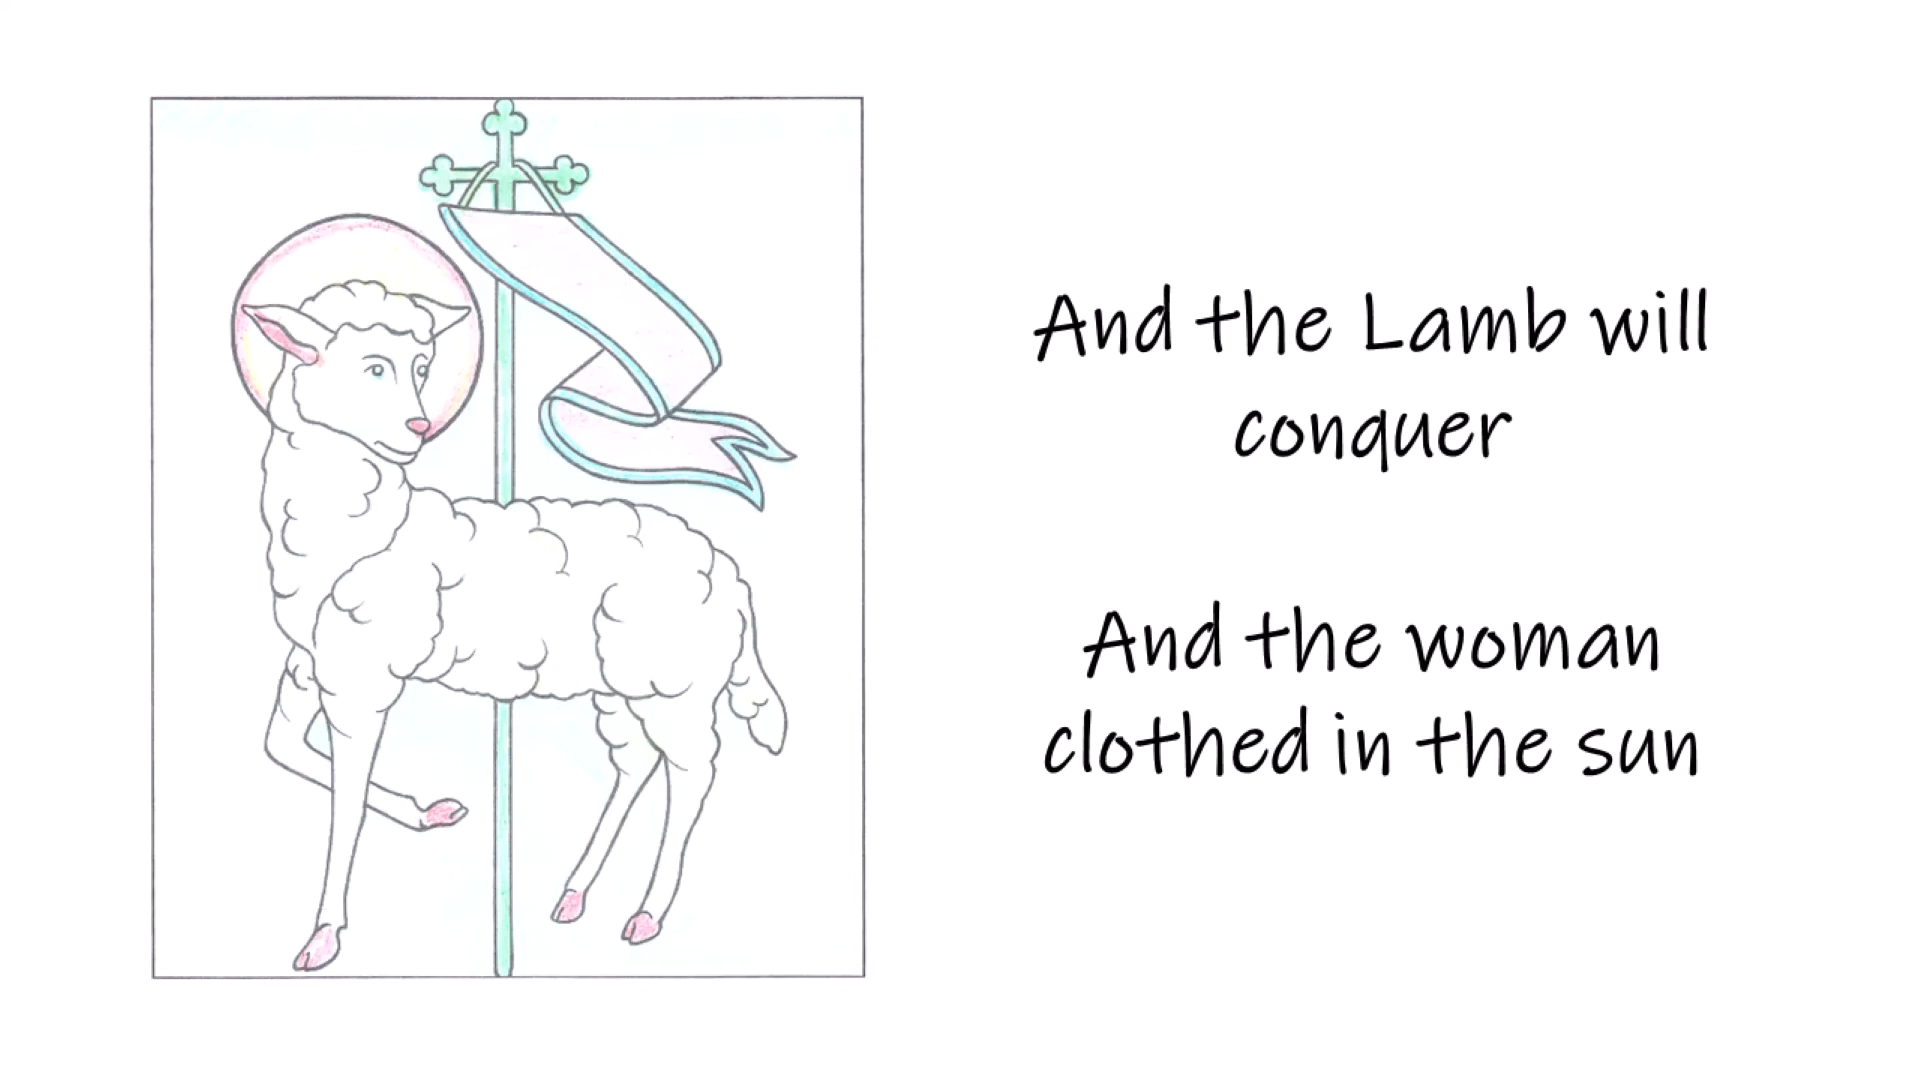 And the Lamb will
conquer
And the woman
clothed in the sun